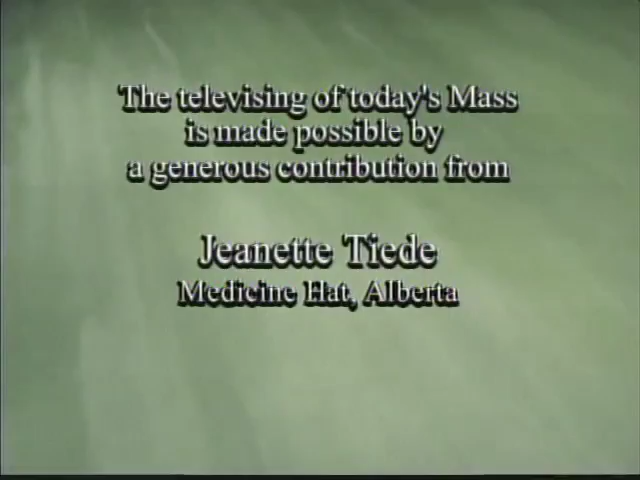 The televising of today's Mass
is made possible by
a generous contribution from
Jeanette Tiede
Medicine Hat, Alberta